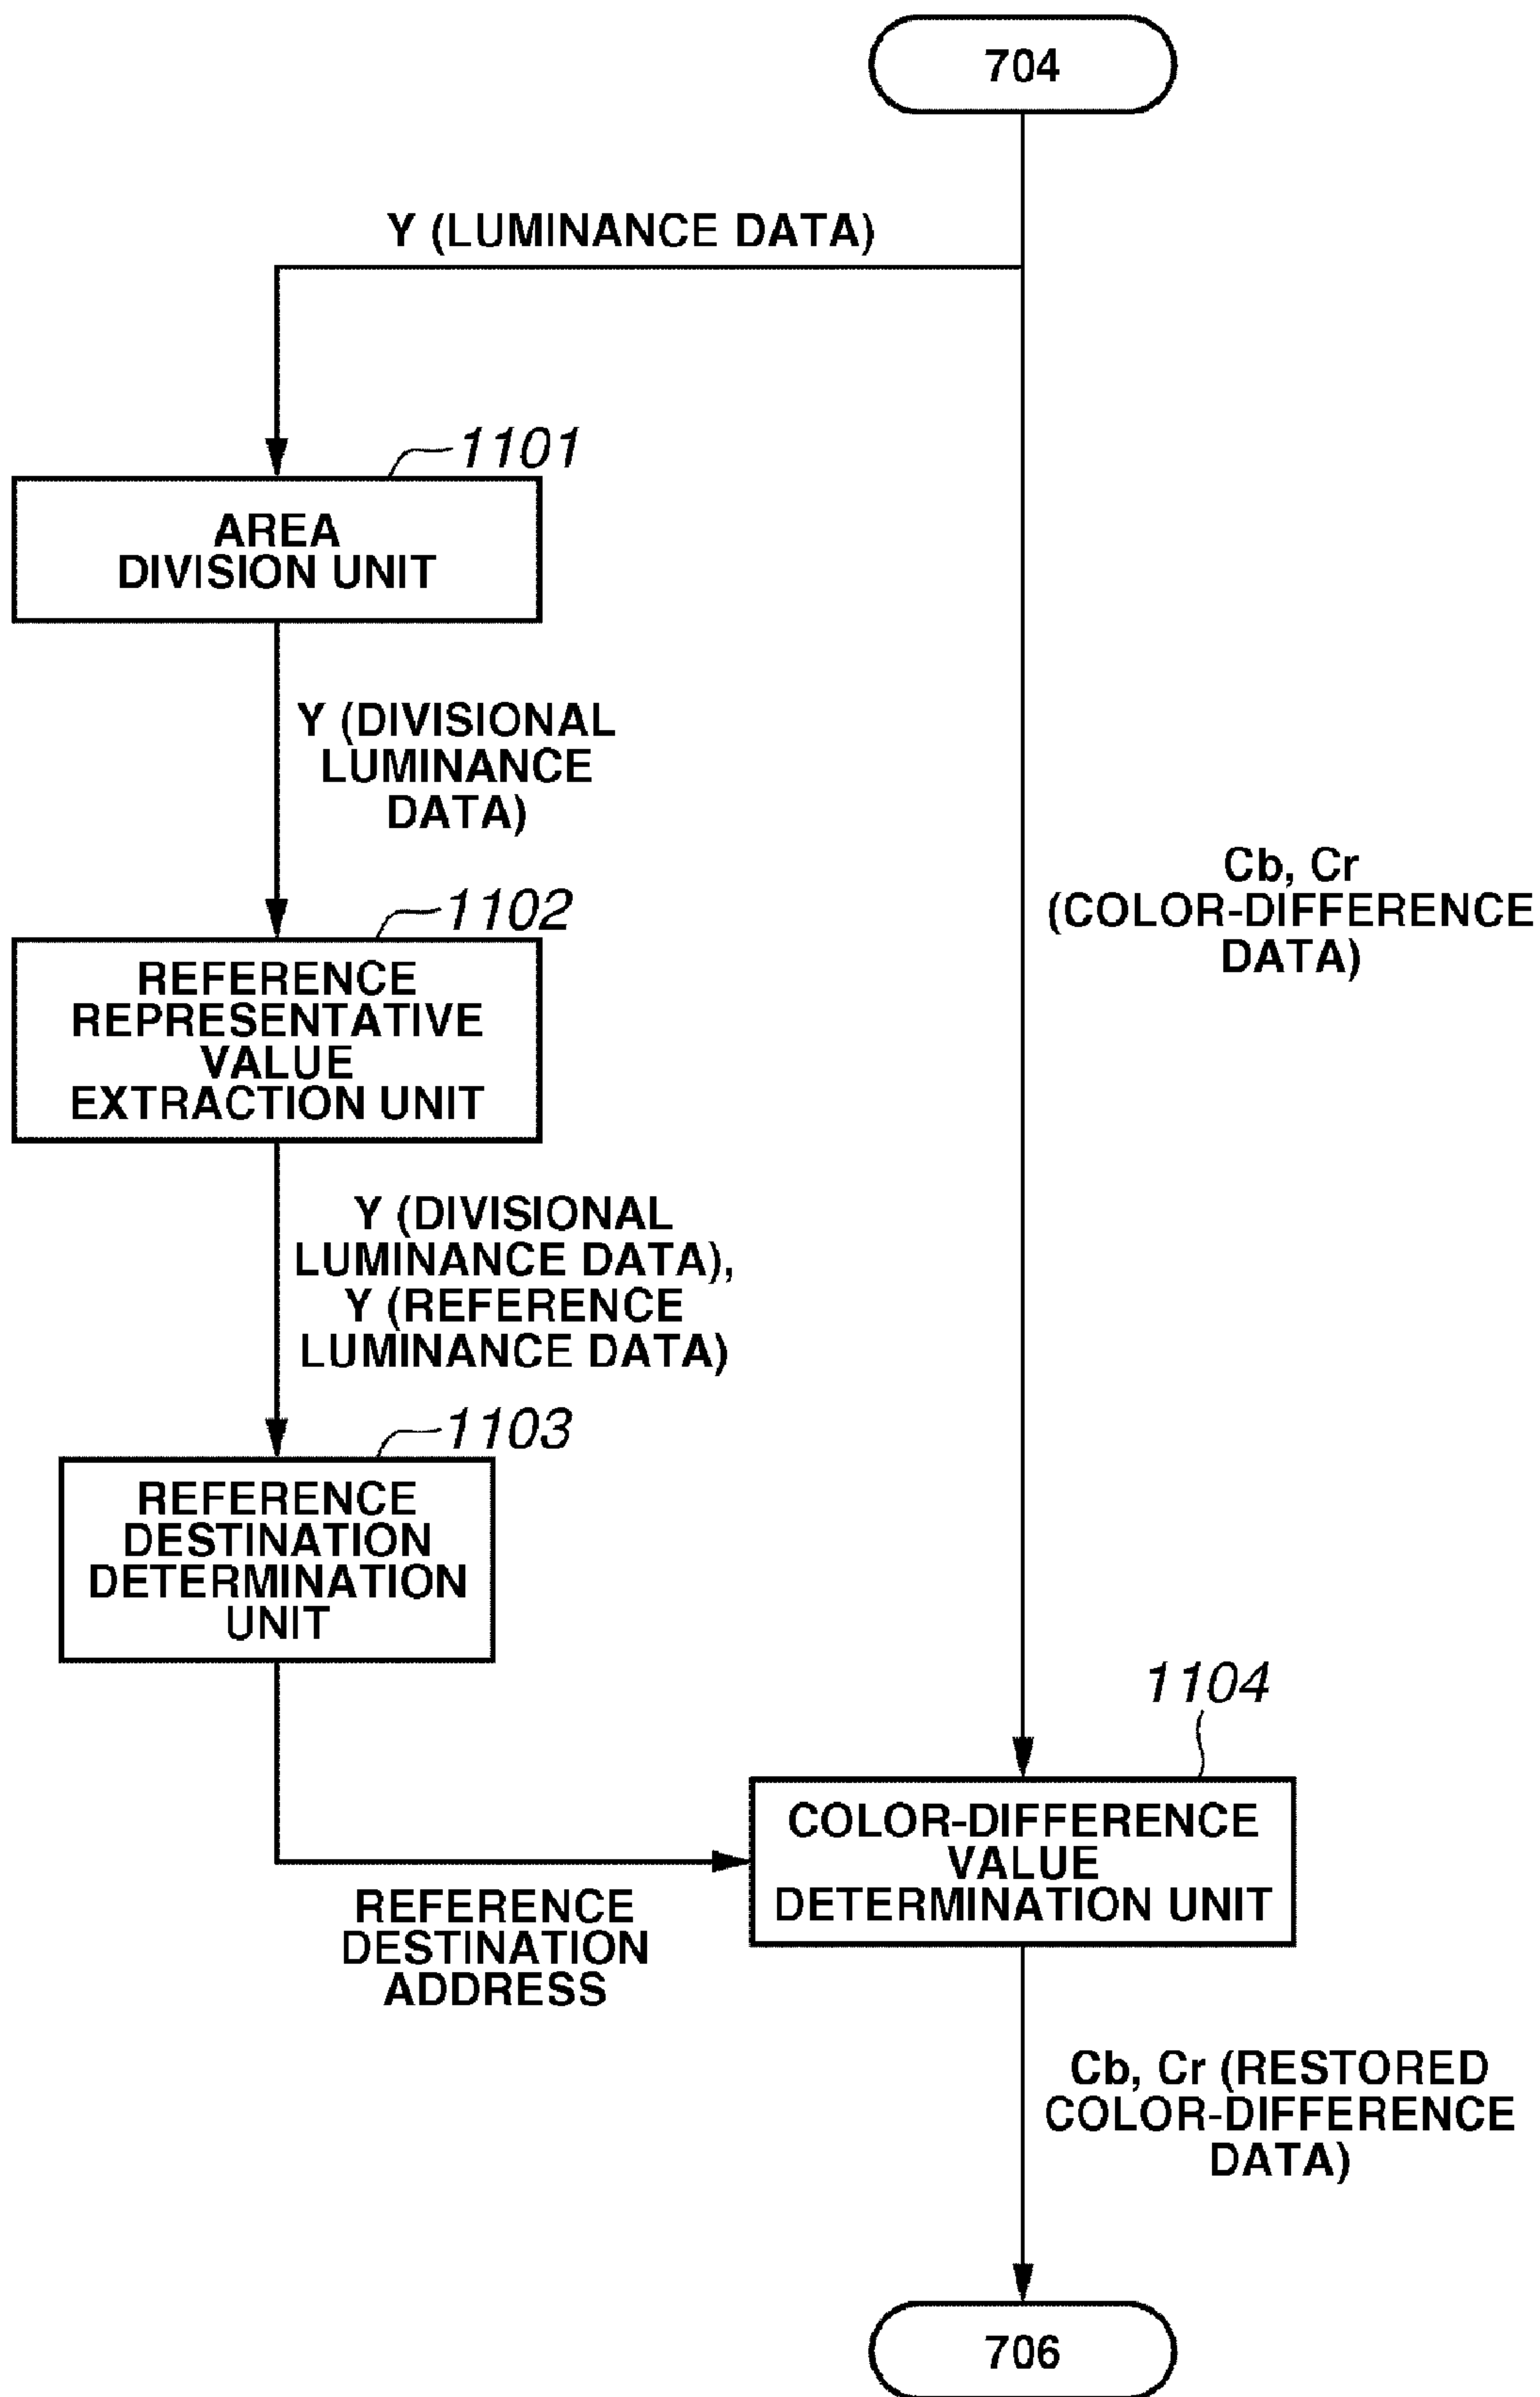 704
Y (LUMINANCE DATA)
1101
AREA
DIVISION UNIT
Y (DIVISIONAL
LUMINANCE
DATA)
Cb, Cr
(COLOR-DIFFERENCE
DATA)
1102
REFERENCE
REPRESENTATIVE
VALUE
EXTRACTION UNIT
Y (DIVISIONAL
LUMINANCE DATA),
Y (REFERENCE
LUMINANCE DATA)
1103
REFERENCE
DESTINATION
DETERMINATION
UNIT
1104
COLOR-DIFFERENCE
VALUE
DETERMINATION UNIT
REFERENCE
DESTINATION
ADDRESS
Cb, Cr (RESTORED
COLOR-DIFFERENCE
DATA)
706